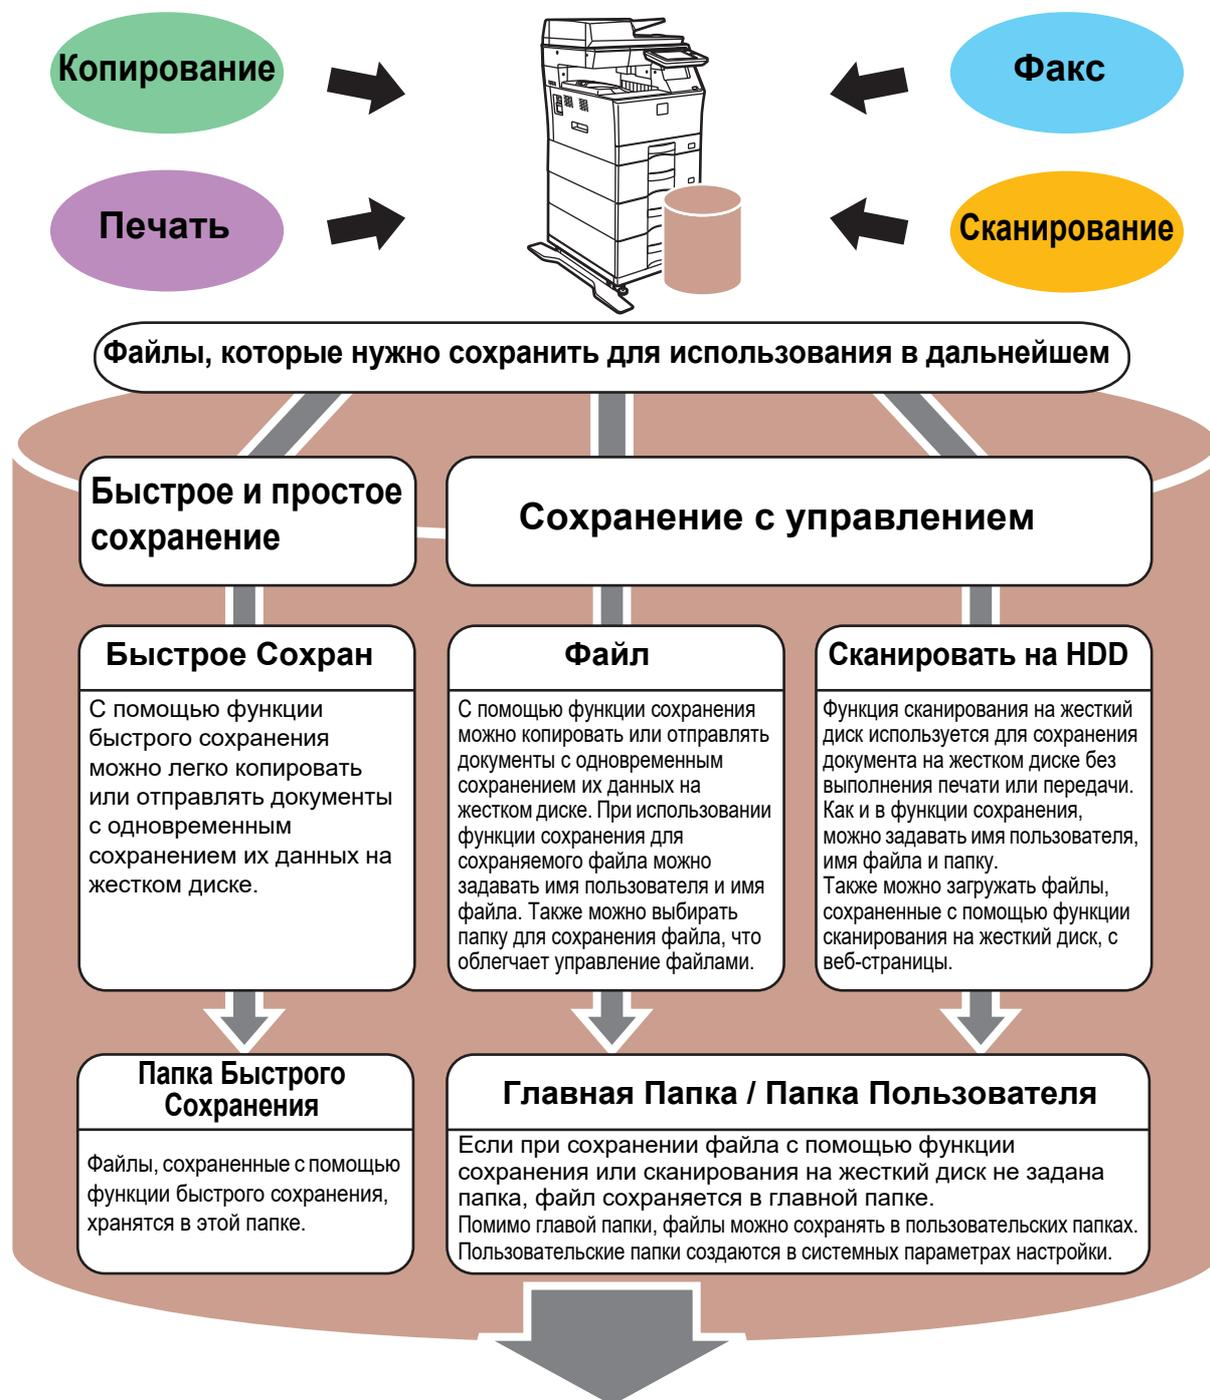 Копирование
Факс
Печать
Сканирование
Файлы, которые нужно сохранить для использования в дальнейшем
Быстрое и простое
сохранение
Сохранение с управлением
Быстрое Сохран
С помощью функции
быстрого сохранения
можно легко копировать
или отправлять документы
с одновременным
сохранением их данных на
жестком диске.
Файл
С помощью функции сохранения
можно копировать или отправлять
документы с одновременным
сохранением их данных на
жестком диске. При использовании
функции сохранения для
сохраняемого файла можно
задавать имя пользователя и имя
файла. Также можно выбирать
папку для сохранения файла, что
облегчает управление файлами.
Сканировать на HDD
Функция сканирования на жесткий
диск используется для сохранения
документа на жестком диске без
выполнения печати или передачи.
Как и в функции сохранения,
можно задавать имя пользователя,
имя файла и папку.
Также можно загружать файлы,
сохраненные с помощью функции
сканирования на жесткий диск, с
веб-страницы.
Папка Быстрого
Сохранения
Файлы, сохраненные с помощью
функции быстрого сохранения,
хранятся в этой папке.
Главная Папка / Папка Пользователя
Если при сохранении файла с помощью функции
сохранения или сканирования на жесткий диск не задана
папка, файл сохраняется в главной папке.
Помимо главой папки, файлы можно сохранять в пользовательских папках.
Пользовательские папки создаются в системных параметрах настройки.